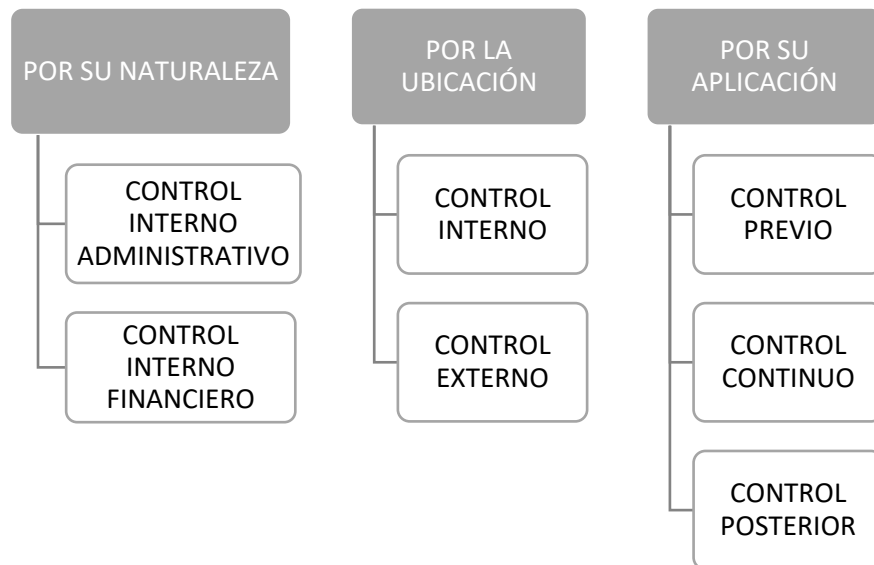 POR SU NATURALEZA
CONTROL
INTERNO
ADMINISTRATIVO
CONTROL
INTERNO
FINANCIERO
POR LA
UBICACIÓN
CONTROL
INTERNO
CONTROL
EXTERNO
POR SU
APLICACIÓN
CONTROL
PREVIO
CONTROL
CONTINUO
CONTROL
POSTERIOR